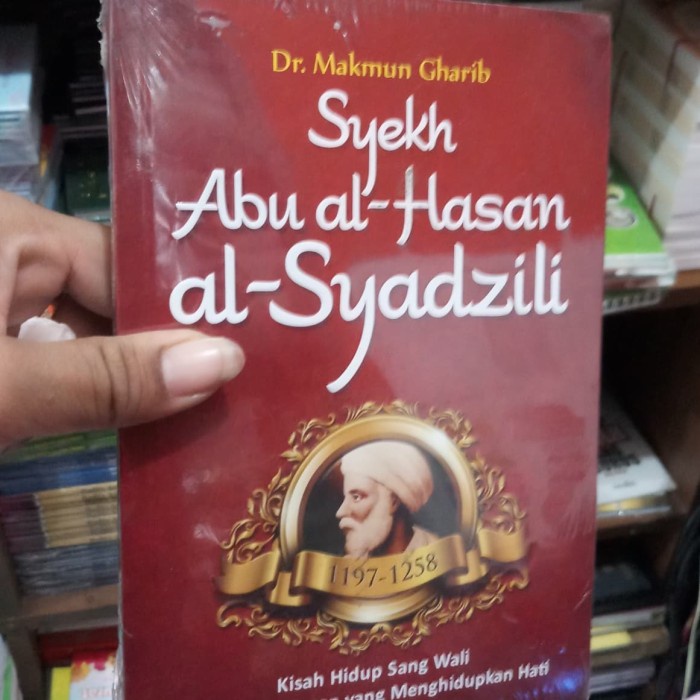 Dr. Makmun Gharib
Syekh
Abu al-Hasan
al-Syadzili
1197-1258
Kisah Hidup Sang Wali
yang Menghidupkan Hati